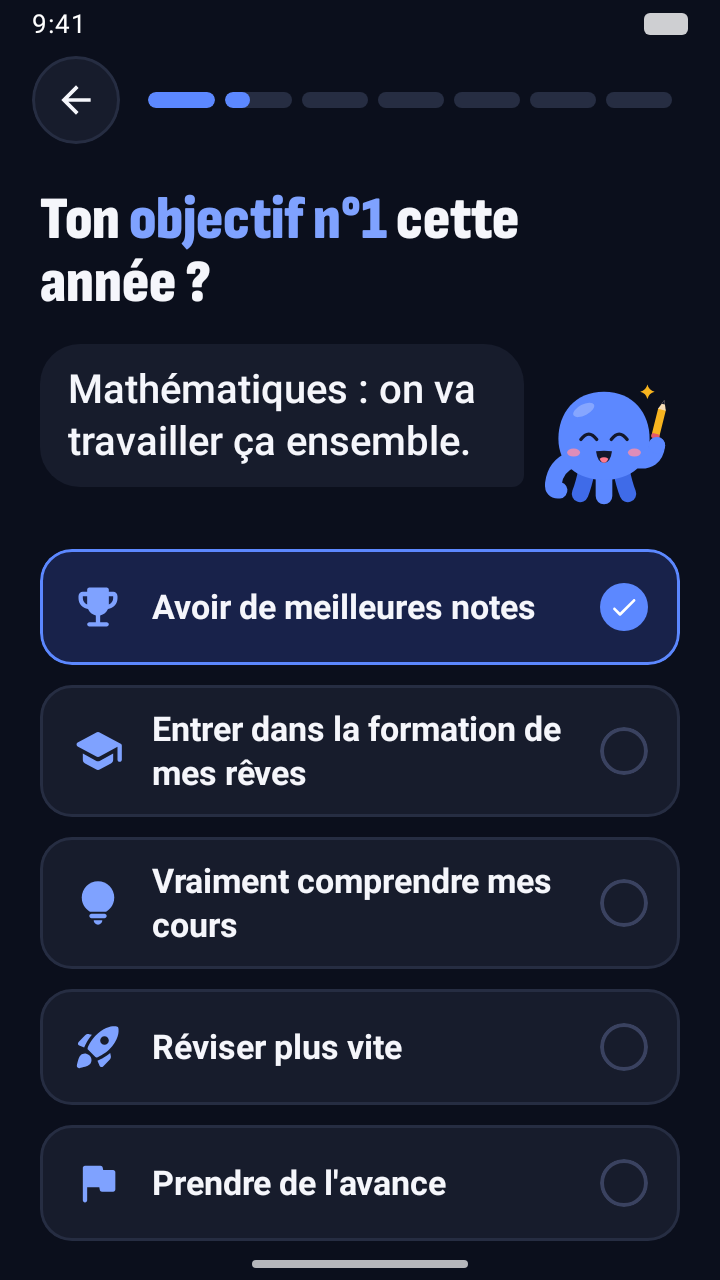 9:41
Ton objectif n°1 cette
année ?
Mathématiques : on va
travailler ça ensemble.
Avoir de meilleures notes
Entrer dans la formation de
mes rêves
Vraiment comprendre mes
cours
Réviser plus vite
Prendre de l'avance